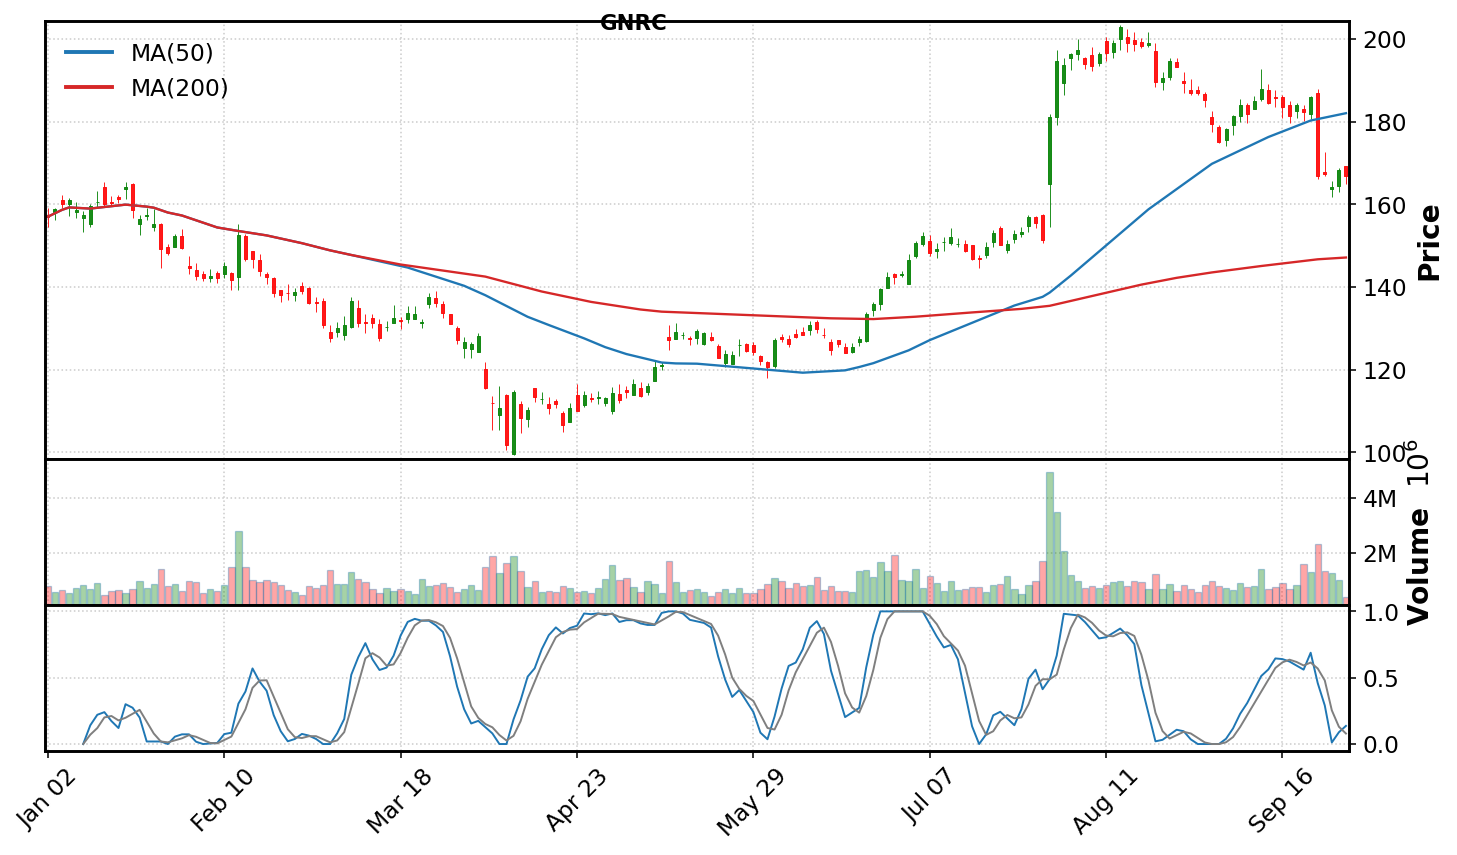 GNRC
MA(50)
MA(200)
200
180
160
140
120
100
Price
4M
2M
Volume 10^6
1.0
0.5
0.0
Jan 02
Feb 10
Mar 18
Apr 23
May 29
Jul 07
Aug 11
Sep 16